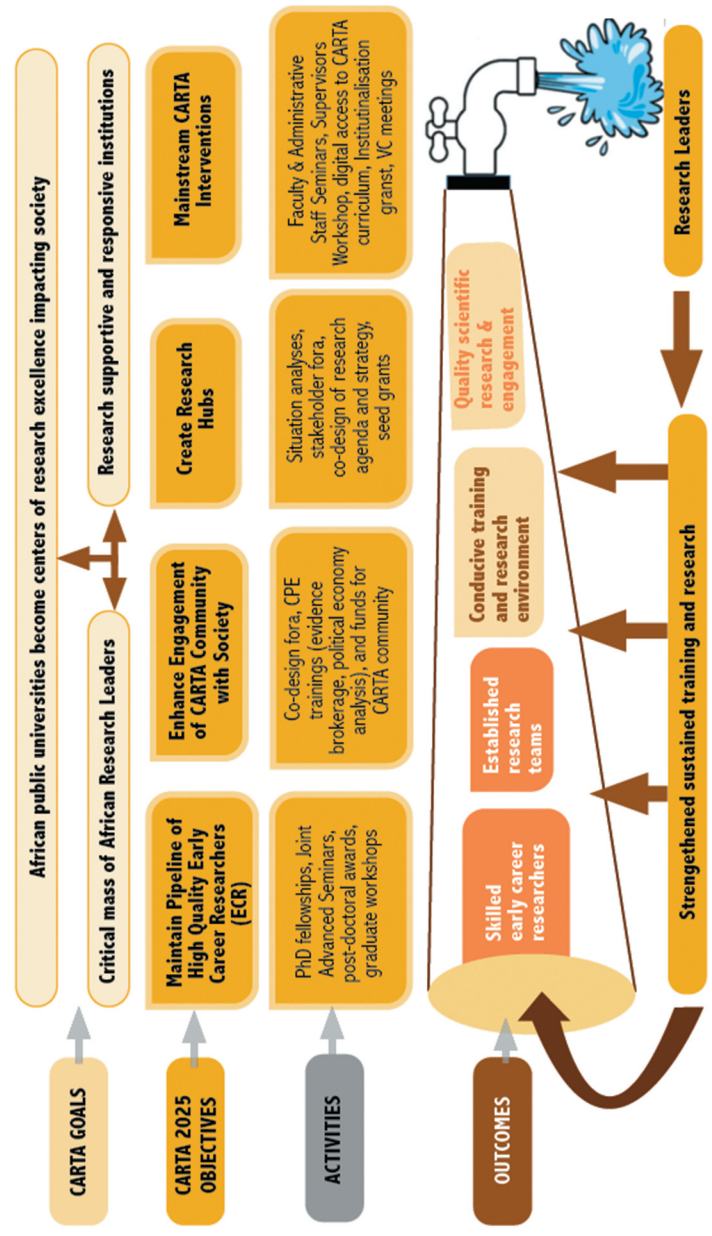 CARTA GOALS
African public universities become centers of research excellence impacting society
Critical mass of African Research Leaders
Research supportive and responsive institutions
CARTA 2025
OBJECTIVES
Maintain Pipeline of
High Quality Early
Career Researchers
(ECR)
Enhance Engagement
of CARTA Community
with Society
Create Research
Hubs
Mainstream CARTA
Interventions
ACTIVITIES
PhD fellowships, Joint
Advanced Seminars,
post-doctoral awards,
graduate workshops
Co-design fora, CPE
trainings (evidence
brokerage, political economy
analysis), and funds for
CARTA community
Situation analyses,
stakeholder fora,
co-design of research
agenda and strategy,
seed grants
Faculty & Administrative
Staff Seminars, Supervisors
Workshop, digital access to CARTA
curriculum, Institutinalisation
granst, VC meetings
OUTCOMES
Skilled
early career
researchers
Established
research
teams
Conducive training
and research
environment
Quality scientific
research &
engagement
Strengthened sustained training and research
Research Leaders